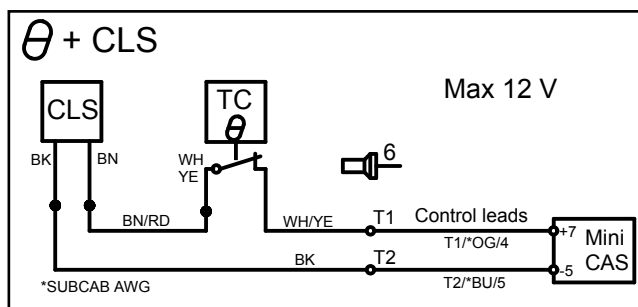 θ + CLS
Max 12 V
CLS
TC
θ
BK
BN
WH
YE
6
BN/RD
WH/YE
T1
Control leads
T1/*OG/4
+7
Mini
CAS
BK
T2
-5
T2/*BU/5
*SUBCAB AWG